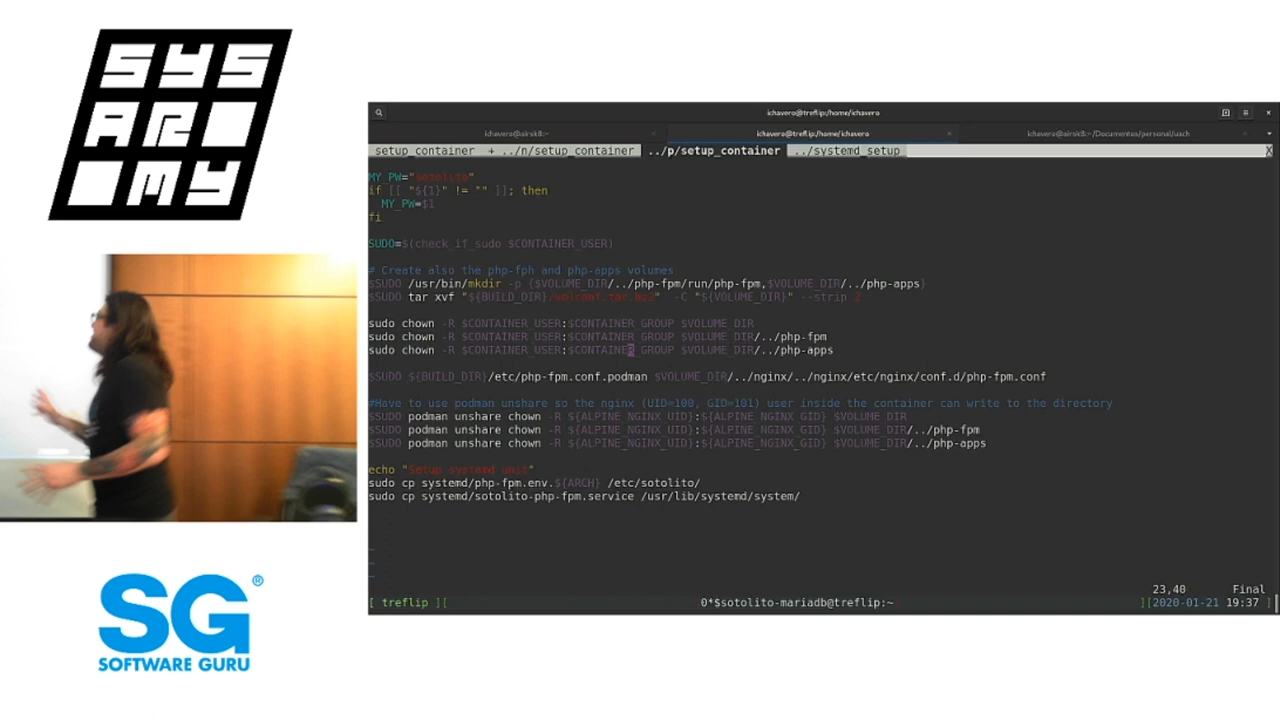 SYS
AR
MY
SG®
SOFTWARE GURU
ichavero@treflip:/home/ichavero
ichavero@airsik8:~
ichavero@treflip:/home/ichavero
ichavero@airsik8:~/Documentos/personal/uach
setup_container + ../n/setup_container ../p/setup_container ../systemd_setup X
MY_PW="sotolito"
if [[ "${1}" != "" ]]; then
MY_PW=$1
fi
SUDO=$(check_if_sudo $CONTAINER_USER)
# Create also the php-fph and php-apps volumes
$SUDO /usr/bin/mkdir -p {$VOLUME_DIR/../php-fpm/run/php-fpm,$VOLUME_DIR/../php-apps}
$SUDO tar xvf "${BUILD_DIR}/volconf.tar.bz2" -C "${VOLUME_DIR}" --strip 2
sudo chown -R $CONTAINER_USER:$CONTAINER_GROUP $VOLUME_DIR
sudo chown -R $CONTAINER_USER:$CONTAINER_GROUP $VOLUME_DIR/../php-fpm
sudo chown -R $CONTAINER_USER:$CONTAINER_GROUP $VOLUME_DIR/../php-apps
$SUDO ${BUILD_DIR}/etc/php-fpm.conf.podman $VOLUME_DIR/../nginx/../nginx/etc/nginx/conf.d/php-fpm.conf
#Have to use podman unshare so the nginx (UID=100, GID=101) user inside the container can write to the directory
$SUDO podman unshare chown -R ${ALPINE_NGINX_UID}:${ALPINE_NGINX_GID} $VOLUME_DIR
$SUDO podman unshare chown -R ${ALPINE_NGINX_UID}:${ALPINE_NGINX_GID} $VOLUME_DIR/../php-fpm
$SUDO podman unshare chown -R ${ALPINE_NGINX_UID}:${ALPINE_NGINX_GID} $VOLUME_DIR/../php-apps
echo "Setup systemd unit"
sudo cp systemd/php-fpm.env.${ARCH} /etc/sotolito/
sudo cp systemd/sotolito-php-fpm.service /usr/lib/systemd/system/
~
~
~
23,40 Final
[ treflip ][ 0*$sotolito-mariadb@treflip:~ ][2020-01-21 19:37 ]